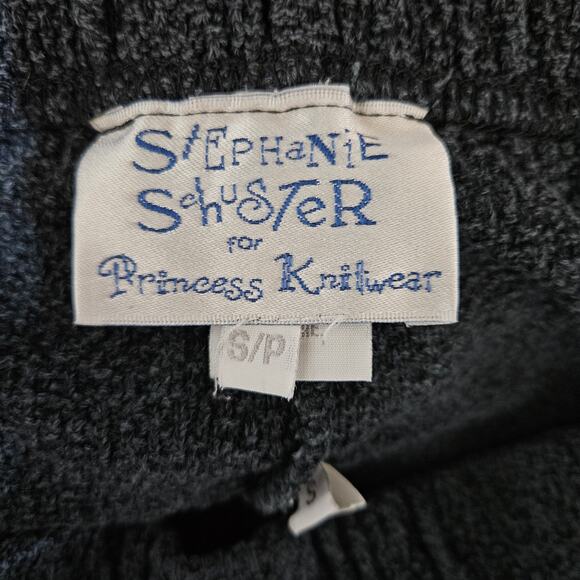 StEPHaNiE
ScHuSTeR
FOR
Princess Knitwear
S/P
S